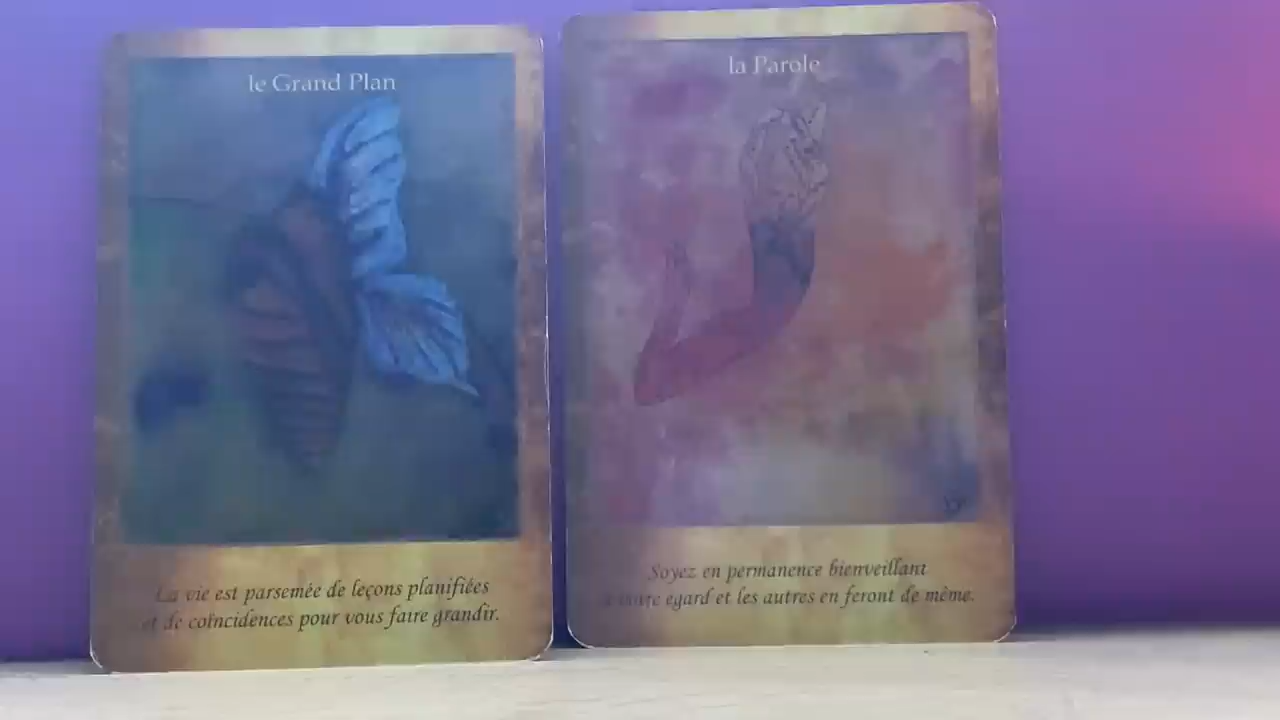 le Grand Plan
La vie est parsemée de leçons planifiées
et de coïncidences pour vous faire grandir.
la Parole
Soyez en permanence bienveillant
votre egard et les autres en feront de même.